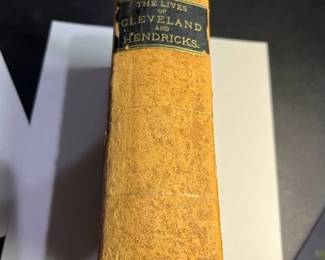 THE LIVES
OF
CLEVELAND
AND
HENDRICKS.